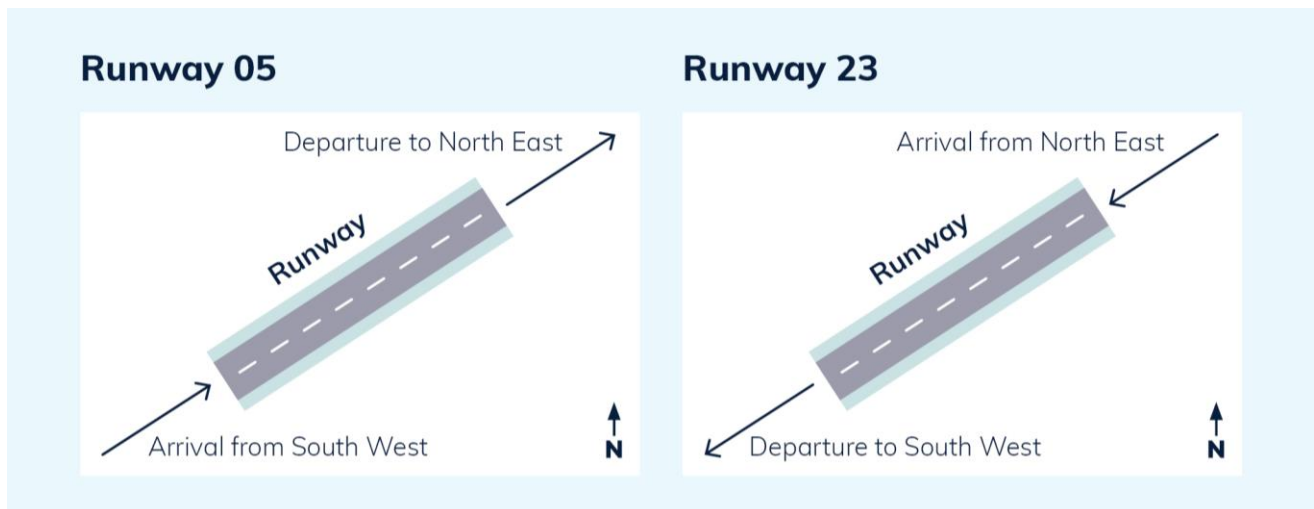 Runway 05
Departure to North East
Runway
Arrival from South West
N
Runway 23
Arrival from North East
Runway
Departure to South West
N